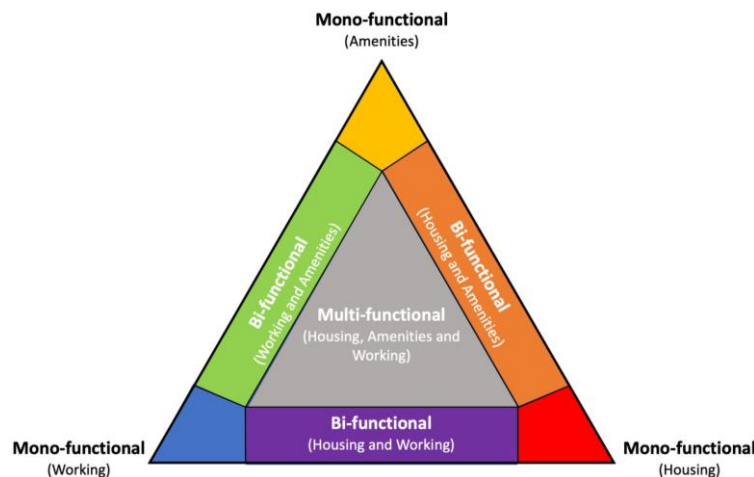 Mono-functional
(Amenities)
Bi-functional
(Working and Amenities)
Bi-functional
(Housing and Amenities)
Multi-functional
(Housing, Amenities and
Working)
Bi-functional
(Housing and Working)
Mono-functional
(Working)
Mono-functional
(Housing)